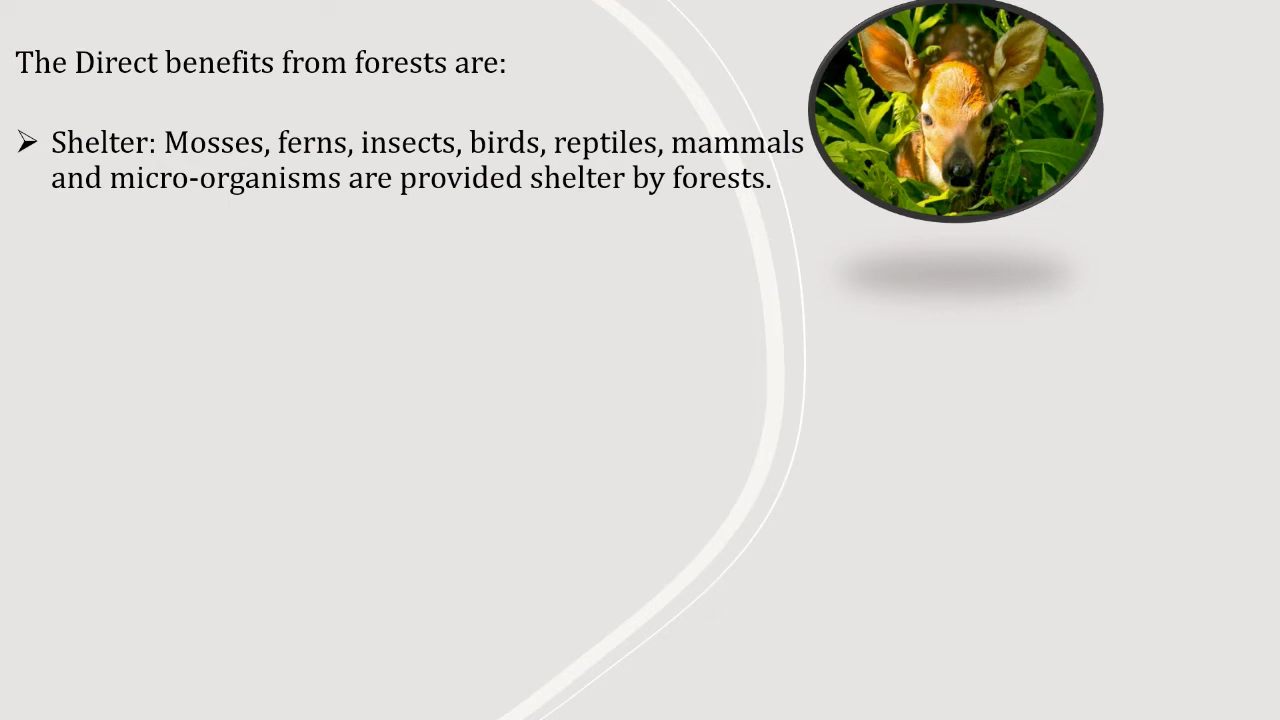 The Direct benefits from forests are:
➢ Shelter: Mosses, ferns, insects, birds, reptiles, mammals
and micro-organisms are provided shelter by forests.